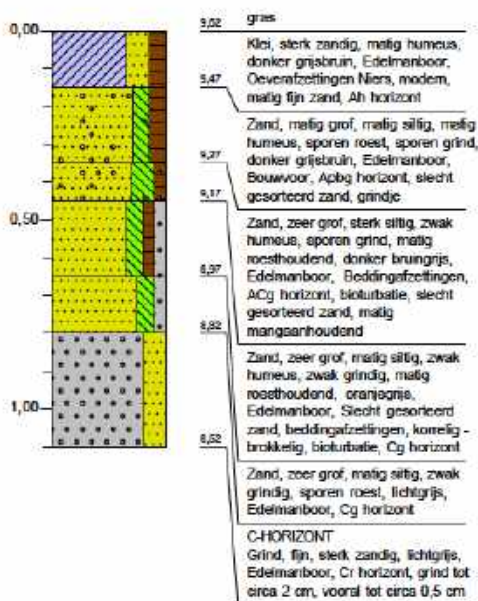 gras
0,00
9,62
Klei, sterk zandig, matig humeus,
donker grijsbruin, Edelmanboor,
Oeverafzettingen Niers, modern,
matig fijn zand, Ah horizont
9,47
Zand, matig grof, matig siltig, matig
humeus, sporen roest, sporen grind,
donker grijsbruin, Edelmanboor,
Bouwvoor, Apbg horizont, slecht
gesorteerd zand, grindje
9,27
9,17
0,50
Zand, zeer grof, sterk siltig, zwak
humeus, sporen grind, matig
roesthoudend, donker bruingrijs,
Edelmanboor, Beddingafzettingen,
ACg horizont, bioturbatie, slecht
gesorteerd zand, matig
mangaanhoudend
8,97
8,82
Zand, zeer grof, matig siltig, zwak
humeus, zwak grindig, matig
roesthoudend, oranjegrijs,
Edelmanboor, Slecht gesorteerd
zand, beddingafzettingen, korrelig -
brokkelig, bioturbatie, Cg horizont
1,00
8,52
Zand, zeer grof, matig siltig, zwak
grindig, sporen roest, lichtgrijs,
Edelmanboor, Cg horizont
C-HORIZONT
Grind, fijn, sterk zandig, lichtgrijs,
Edelmanboor, Cr horizont, grind tot
circa 2 cm, vooral tot circa 0,5 cm